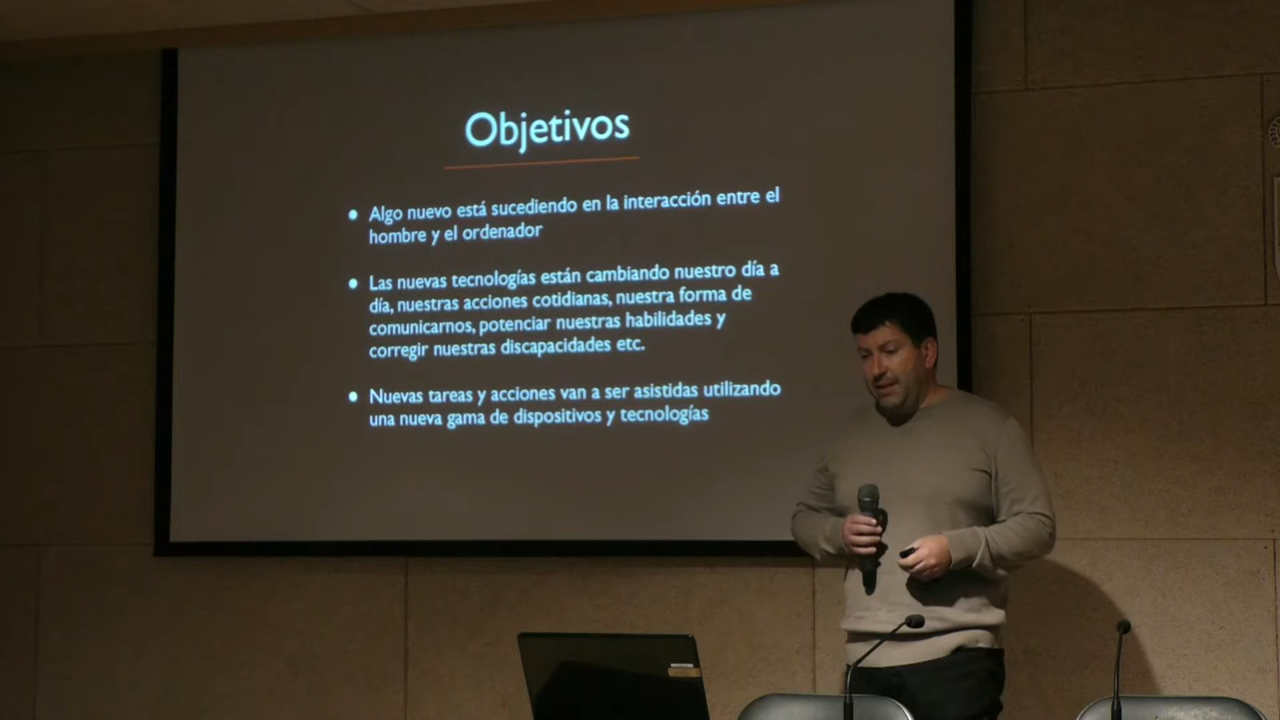 Objetivos
• Algo nuevo está sucediendo en la interacción entre el
hombre y el ordenador
• Las nuevas tecnologías están cambiando nuestro día a
día, nuestras acciones cotidianas, nuestra forma de
comunicarnos, potenciar nuestras habilidades y
corregir nuestras discapacidades etc.
• Nuevas tareas y acciones van a ser asistidas utilizando
una nueva gama de dispositivos y tecnologías